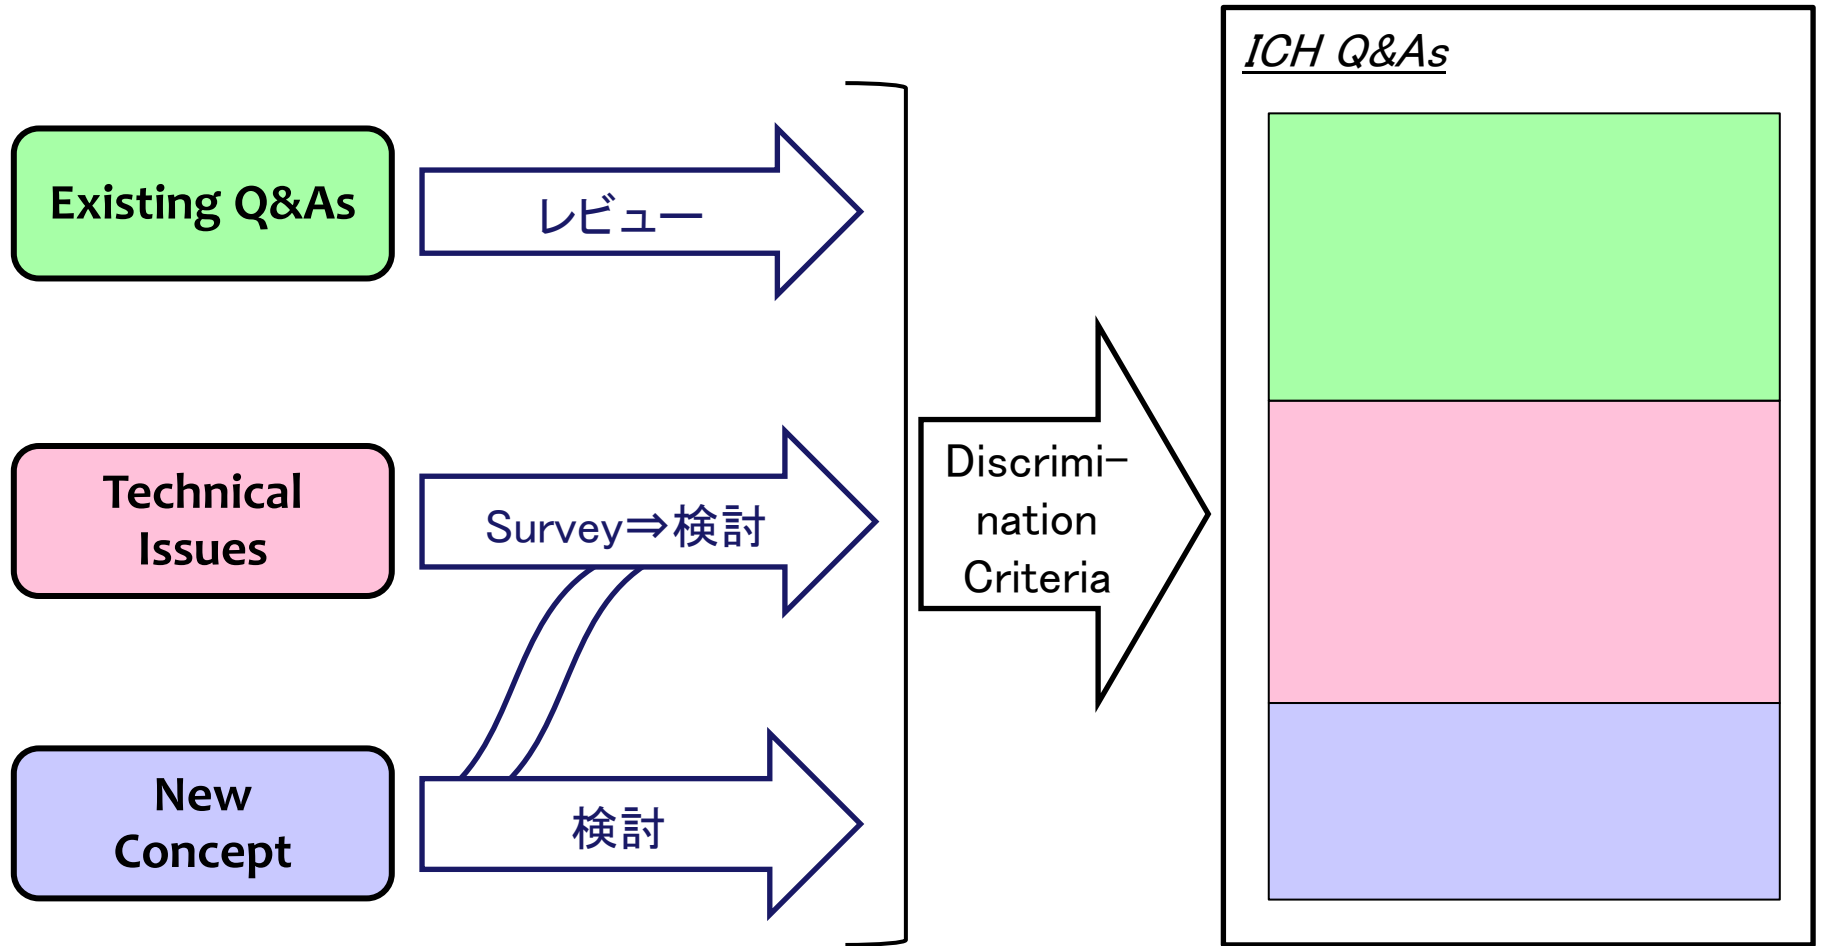 ICH Q&As
Existing Q&As
レビュー
Technical
Issues
Survey⇒検討
Discrimi-
nation
Criteria
New
Concept
検討